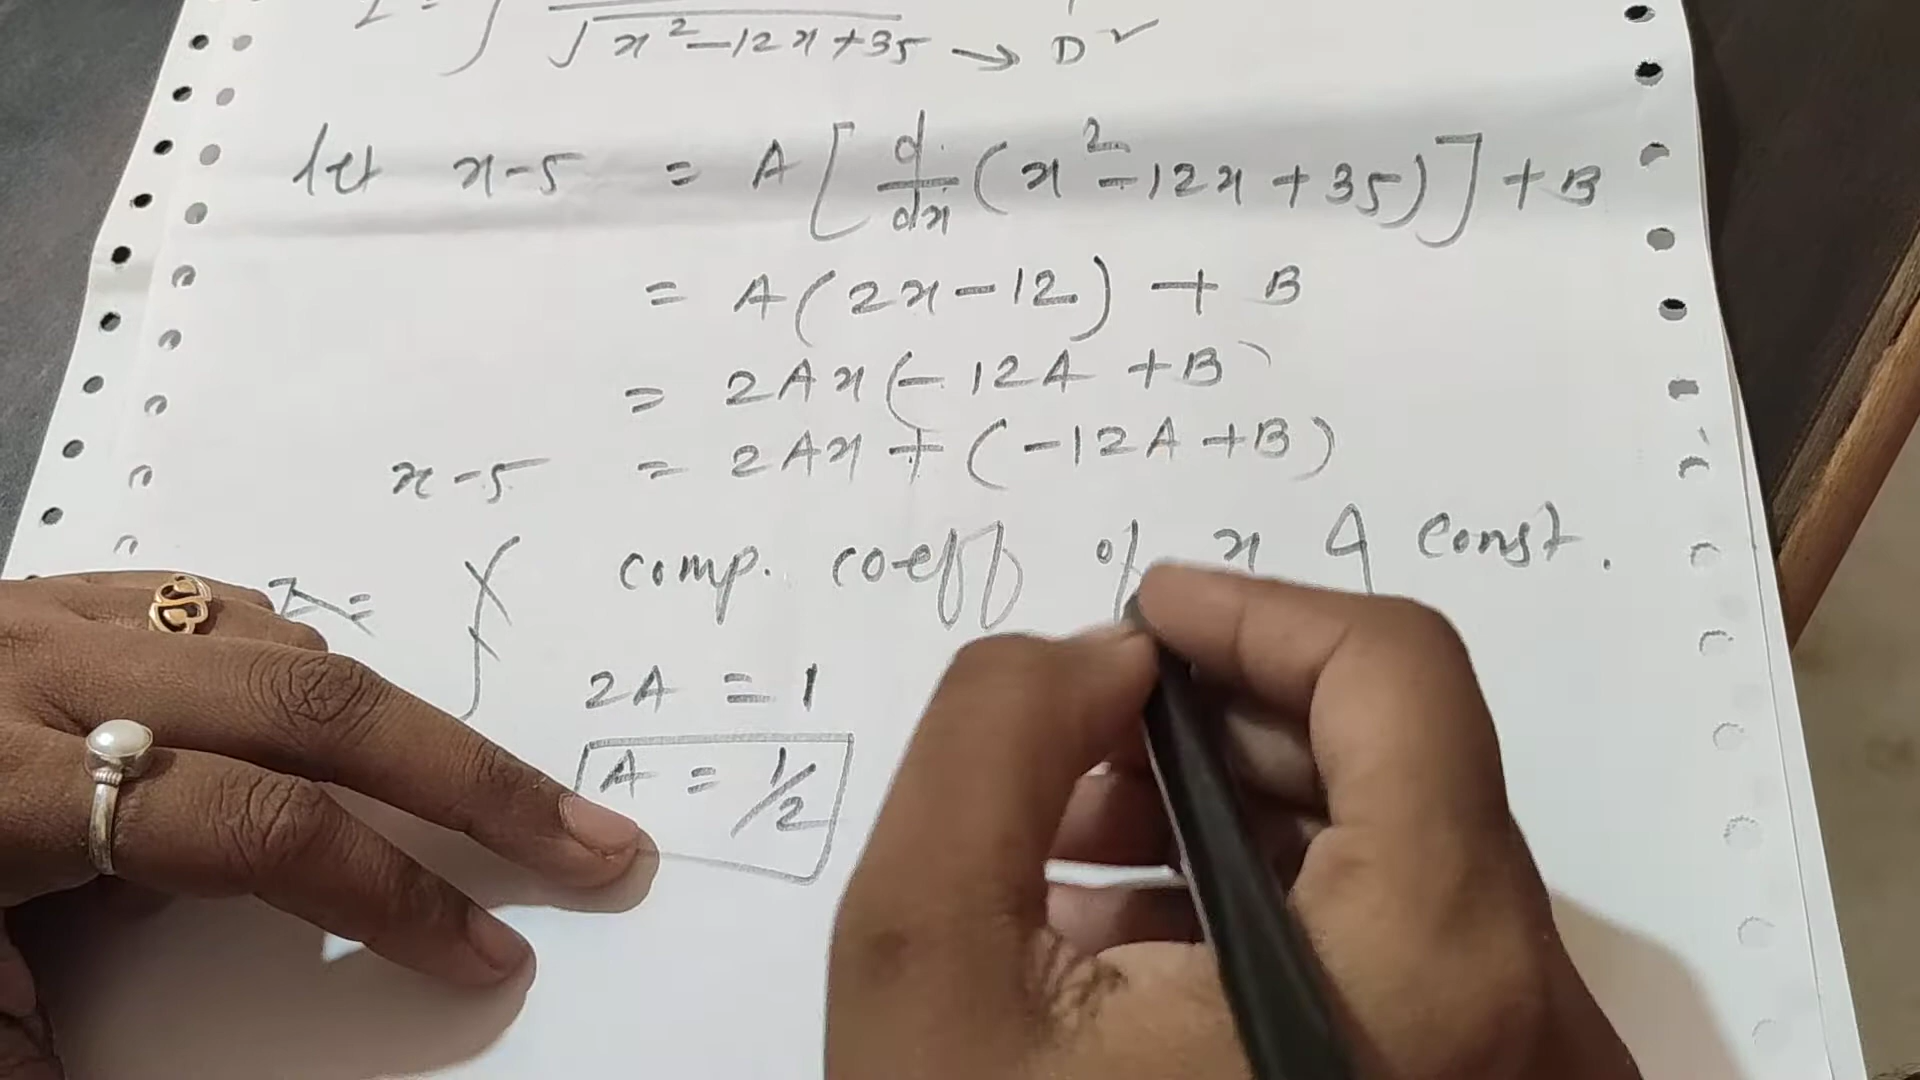 I = ∫ √x²-12x+35 → D
let x-5 = A[d/dx(x²-12x+35)]+B
= A(2x-12) + B
= 2Ax(-12A +B)
x-5 = 2Ax+(-12A+B)
comp. coeff of x & const.
I =
2A = 1
A = 1/2